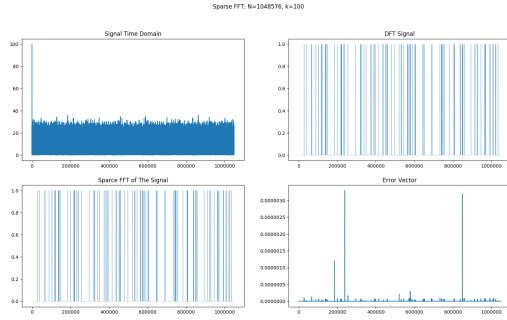 Sparse FFT: N=1048576, k=100
Signal Time Domain
100
80
60
40
20
0
0 200000 400000 600000 800000 1000000
DFT Signal
1.0
0.8
0.6
0.4
0.2
0.0
0 200000 400000 600000 800000 1000000
Sparce FFT of The Signal
1.0
0.8
0.6
0.4
0.2
0.0
0 200000 400000 600000 800000 1000000
Error Vector
0.0000030
0.0000025
0.0000020
0.0000015
0.0000010
0.0000005
0.0000000
0 200000 400000 600000 800000 1000000